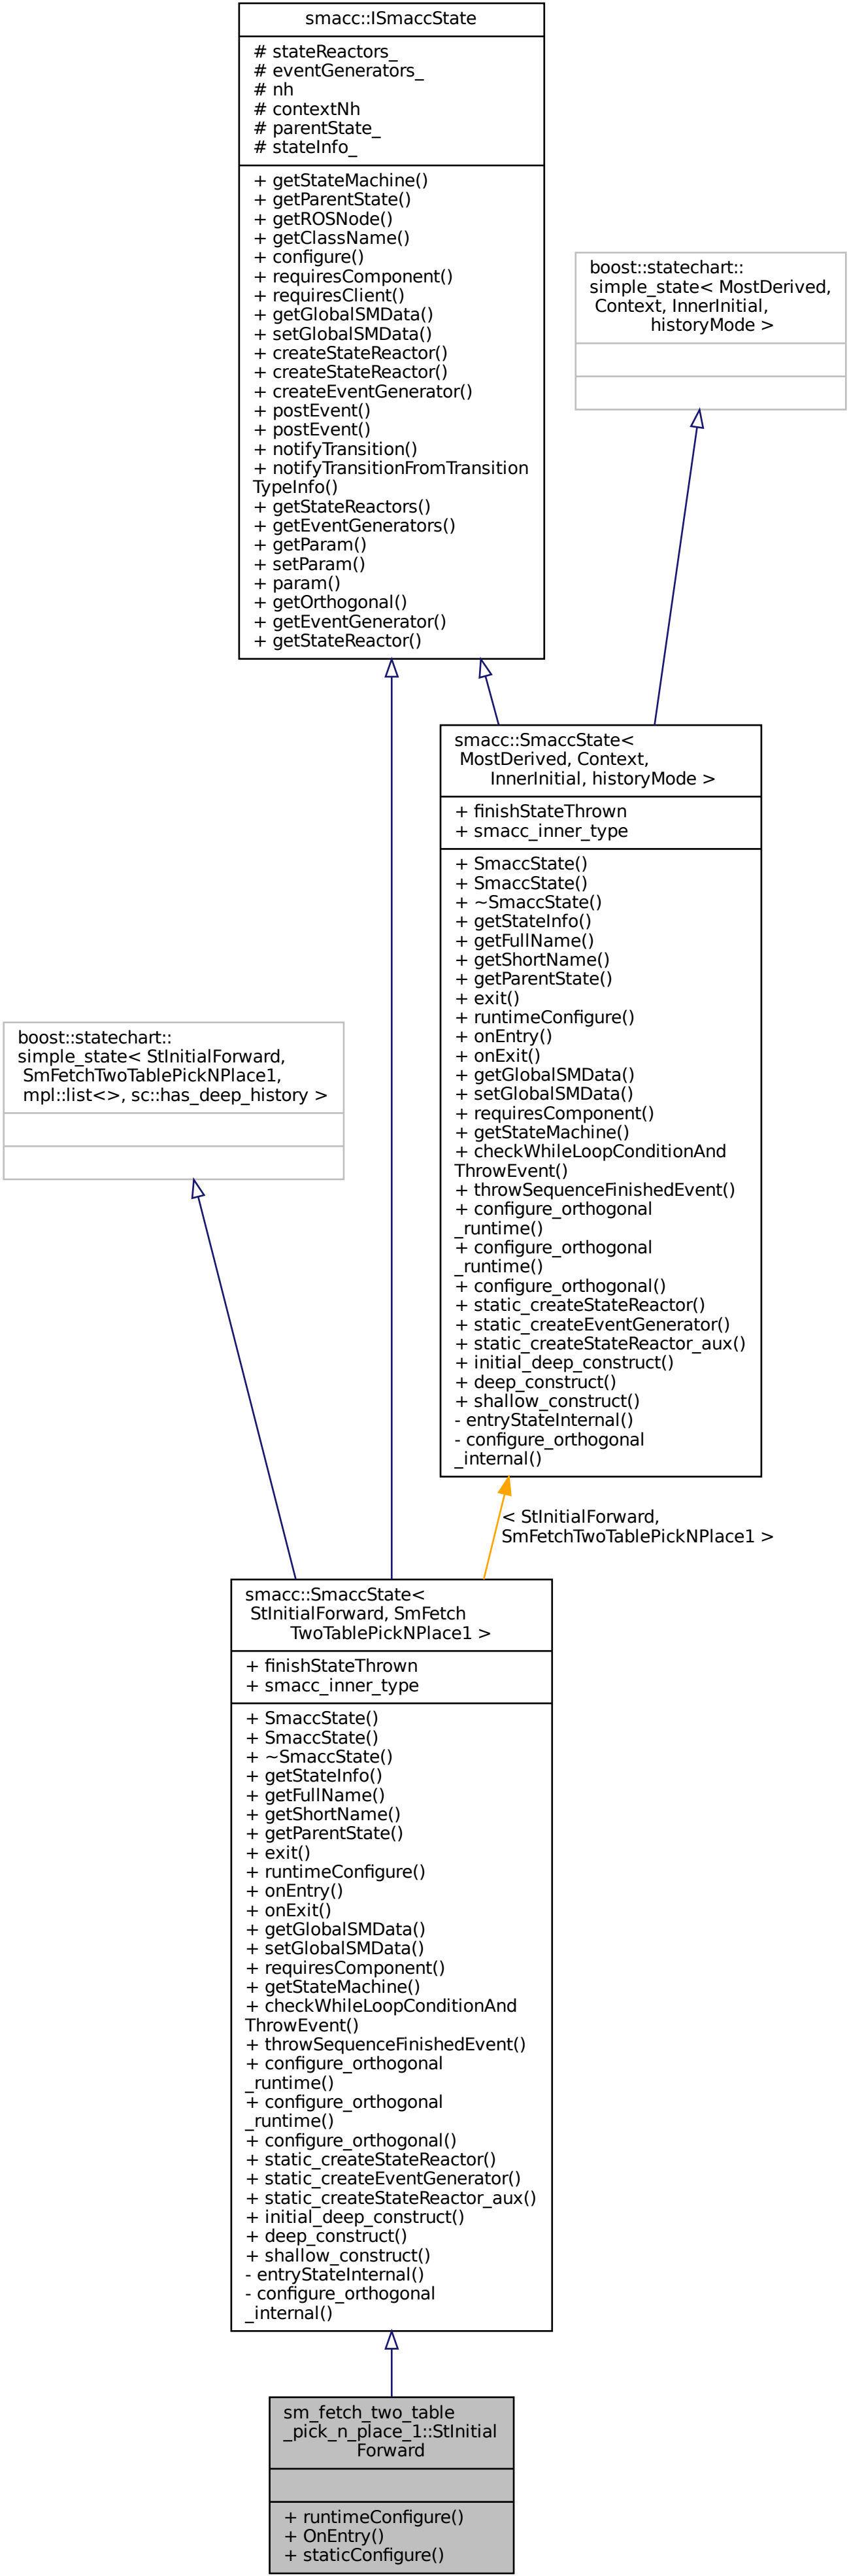 smacc::ISmaccState
# stateReactors_
# eventGenerators_
# nh
# contextNh
# parentState_
# stateInfo_
+ getStateMachine()
+ getParentState()
+ getROSNode()
+ getClassName()
+ configure()
+ requiresComponent()
+ requiresClient()
+ getGlobalSMData()
+ setGlobalSMData()
+ createStateReactor()
+ createStateReactor()
+ createEventGenerator()
+ postEvent()
+ postEvent()
+ notifyTransition()
+ notifyTransitionFromTransition
TypeInfo()
+ getStateReactors()
+ getEventGenerators()
+ getParam()
+ setParam()
+ param()
+ getOrthogonal()
+ getEventGenerator()
+ getStateReactor()
boost::statechart::
simple_state< MostDerived,
Context, InnerInitial,
historyMode >
smacc::SmaccState<
MostDerived, Context,
InnerInitial, historyMode >
+ finishStateThrown
+ smacc_inner_type
+ SmaccState()
+ SmaccState()
+ ~SmaccState()
+ getStateInfo()
+ getFullName()
+ getShortName()
+ getParentState()
+ exit()
+ runtimeConfigure()
+ onEntry()
+ onExit()
+ getGlobalSMData()
+ setGlobalSMData()
+ requiresComponent()
+ getStateMachine()
+ checkWhileLoopConditionAnd
ThrowEvent()
+ throwSequenceFinishedEvent()
+ configure_orthogonal
_runtime()
+ configure_orthogonal
_runtime()
+ configure_orthogonal()
+ static_createStateReactor()
+ static_createEventGenerator()
+ static_createStateReactor_aux()
+ initial_deep_construct()
+ deep_construct()
+ shallow_construct()
- entryStateInternal()
- configure_orthogonal
_internal()
boost::statechart::
simple_state< StInitialForward,
SmFetchTwoTablePickNPlace1,
mpl::list<>, sc::has_deep_history >
< StInitialForward,
SmFetchTwoTablePickNPlace1 >
smacc::SmaccState<
StInitialForward, SmFetch
TwoTablePickNPlace1 >
+ finishStateThrown
+ smacc_inner_type
+ SmaccState()
+ SmaccState()
+ ~SmaccState()
+ getStateInfo()
+ getFullName()
+ getShortName()
+ getParentState()
+ exit()
+ runtimeConfigure()
+ onEntry()
+ onExit()
+ getGlobalSMData()
+ setGlobalSMData()
+ requiresComponent()
+ getStateMachine()
+ checkWhileLoopConditionAnd
ThrowEvent()
+ throwSequenceFinishedEvent()
+ configure_orthogonal
_runtime()
+ configure_orthogonal
_runtime()
+ configure_orthogonal()
+ static_createStateReactor()
+ static_createEventGenerator()
+ static_createStateReactor_aux()
+ initial_deep_construct()
+ deep_construct()
+ shallow_construct()
- entryStateInternal()
- configure_orthogonal
_internal()
sm_fetch_two_table
_pick_n_place_1::StInitial
Forward
+ runtimeConfigure()
+ OnEntry()
+ staticConfigure()